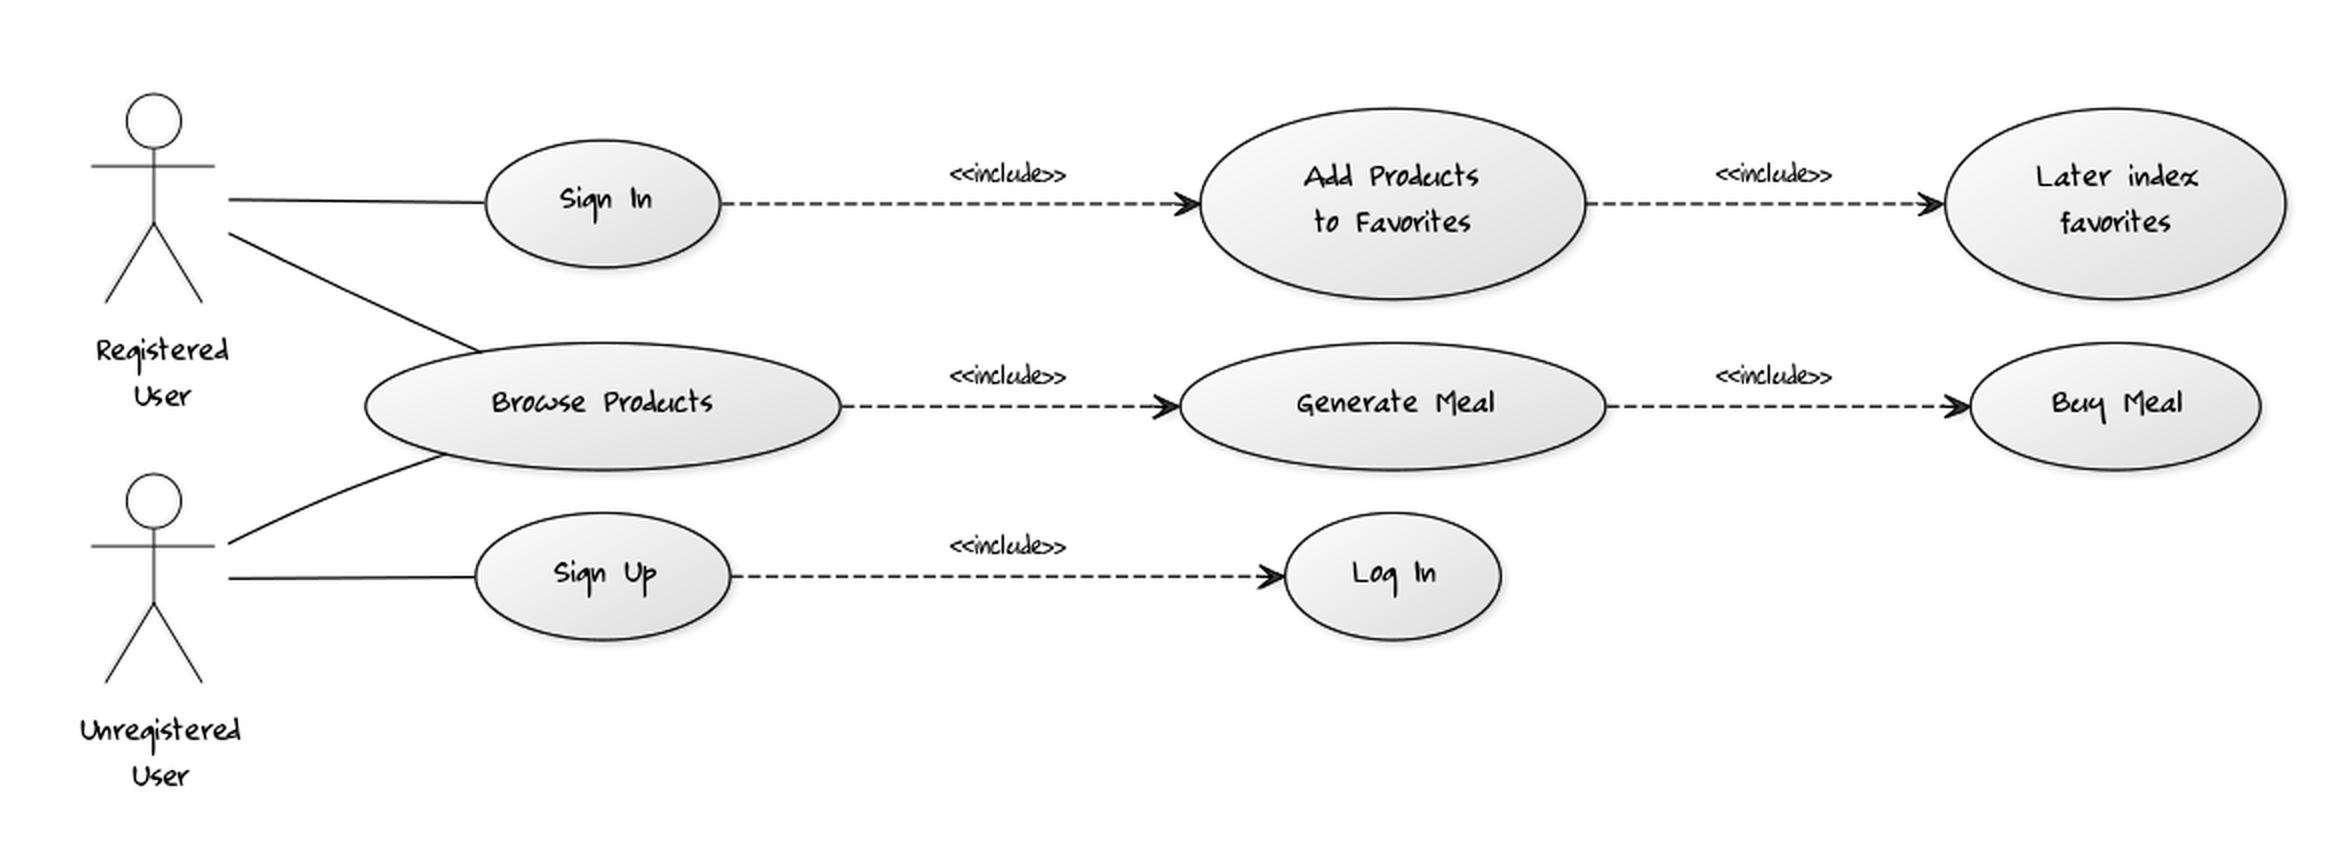 Sign In
<<include>>
Add Products
to Favorites
<<include>>
Later index
favorites
Registered
User
Browse Products
<<include>>
Generate Meal
<<include>>
Buy Meal
Sign Up
<<include>>
Log In
Unregistered
User